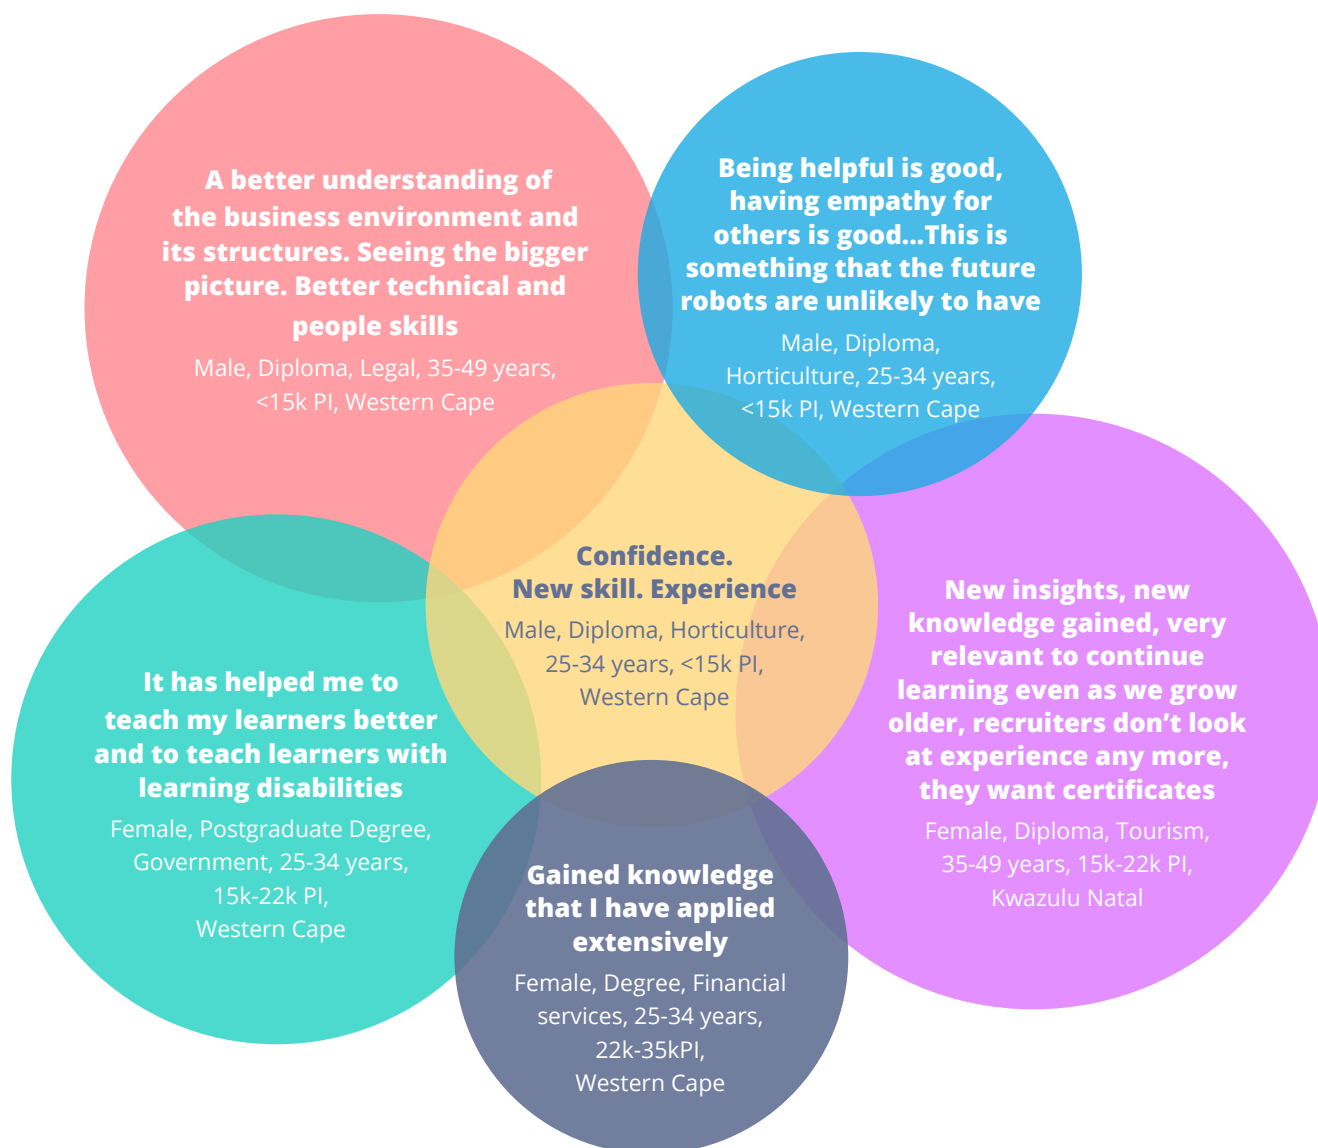 A better understanding of
the business environment and
its structures. Seeing the bigger
picture. Better technical and
people skills
Male, Diploma, Legal, 35-49 years,
<15k PI, Western Cape
Being helpful is good,
having empathy for
others is good...This is
something that the future
robots are unlikely to have
Male, Diploma,
Horticulture, 25-34 years,
<15k PI, Western Cape
Confidence.
New skill. Experience
Male, Diploma, Horticulture,
25-34 years, <15k PI,
Western Cape
New insights, new
knowledge gained, very
relevant to continue
learning even as we grow
older, recruiters don’t look
at experience any more,
they want certificates
Female, Diploma, Tourism,
35-49 years, 15k-22k PI,
Kwazulu Natal
It has helped me to
teach my learners better
and to teach learners with
learning disabilities
Female, Postgraduate Degree,
Government, 25-34 years,
15k-22k PI,
Western Cape
Gained knowledge
that I have applied
extensively
Female, Degree, Financial
services, 25-34 years,
22k-35kPI,
Western Cape